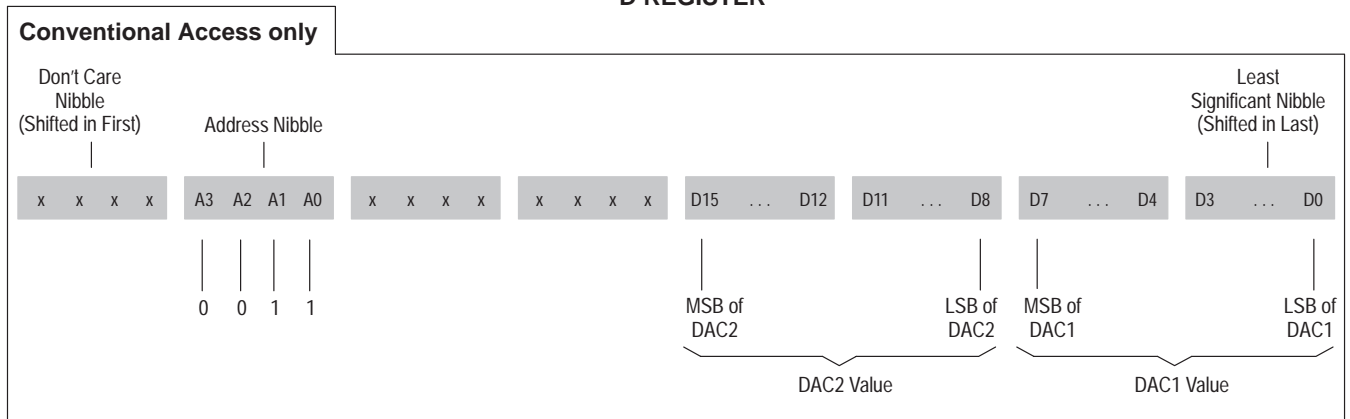 D REGISTER
Conventional Access only
Don't Care
Nibble
(Shifted in First)
Address Nibble
Least
Significant Nibble
(Shifted in Last)
x x x x A3 A2 A1 A0 x x x x x x x x D15 ... D12 D11 ... D8 D7 ... D4 D3 ... D0
0 0 1 1
MSB of
DAC2
LSB of
DAC2
MSB of
DAC1
LSB of
DAC1
DAC2 Value
DAC1 Value